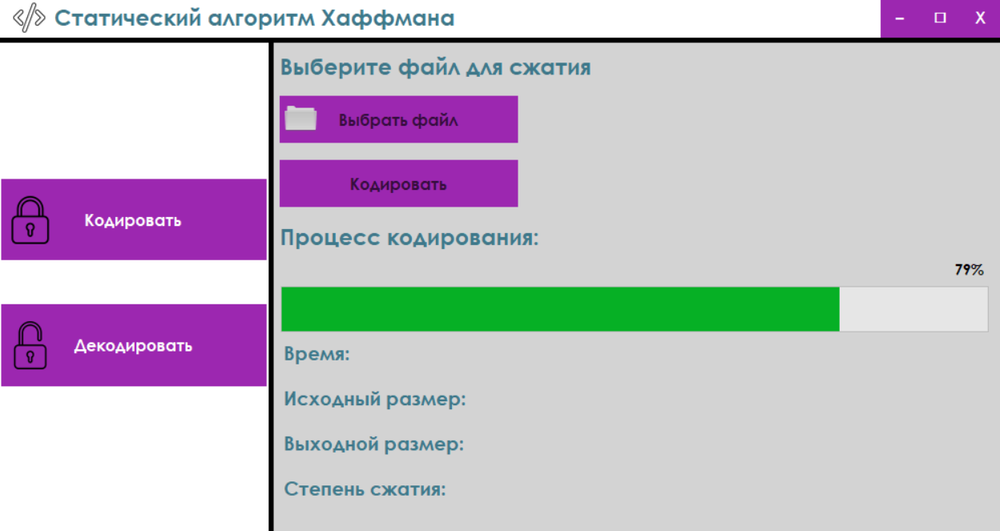 </> Статический алгоритм Хаффмана
– □ X
Выберите файл для сжатия
Выбрать файл
Кодировать
Кодировать
Декодировать
Процесс кодирования:
79%
Время:
Исходный размер:
Выходной размер:
Степень сжатия: